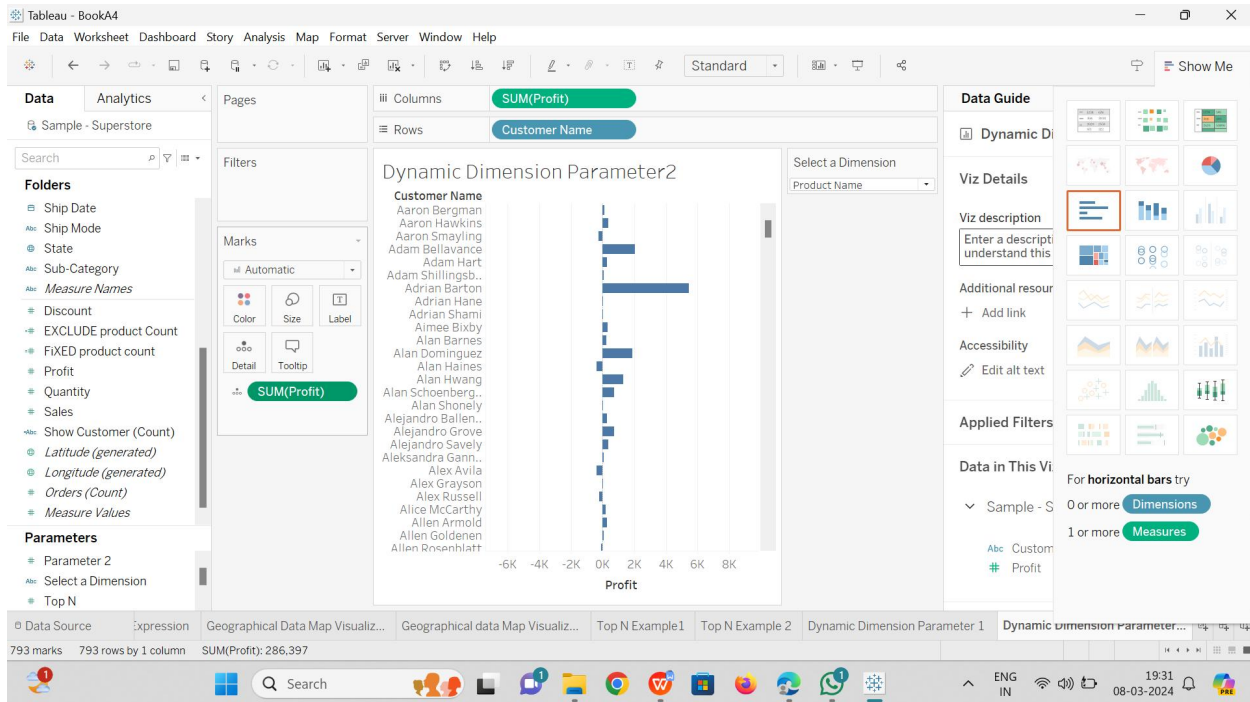 Tableau - BookA4
File Data Worksheet Dashboard Story Analysis Map Format Server Window Help
Standard
Show Me
Data Analytics
Sample - Superstore
Search
Folders
Ship Date
Abc Ship Mode
State
Abc Sub-Category
Abc Measure Names
# Discount
=# EXCLUDE product Count
=# FiXED product count
# Profit
# Quantity
# Sales
=Abc Show Customer (Count)
Latitude (generated)
Longitude (generated)
# Orders (Count)
# Measure Values
Parameters
# Parameter 2
Abc Select a Dimension
# Top N
Pages
Filters
Marks
Automatic
Color Size Label
Detail Tooltip
SUM(Profit)
Columns SUM(Profit)
Rows Customer Name
Dynamic Dimension Parameter2
Customer Name
Aaron Bergman
Aaron Hawkins
Aaron Smayling
Adam Bellavance
Adam Hart
Adam Shillingsb..
Adrian Barton
Adrian Hane
Adrian Shami
Aimee Bixby
Alan Barnes
Alan Dominguez
Alan Haines
Alan Hwang
Alan Schoenberg..
Alan Shonely
Alejandro Ballen..
Alejandro Grove
Alejandro Savely
Aleksandra Gann..
Alex Avila
Alex Grayson
Alex Russell
Alice McCarthy
Allen Armold
Allen Goldenen
Allen Rosenblatt
-6K -4K -2K 0K 2K 4K 6K 8K
Profit
Select a Dimension
Product Name
Data Guide
Dynamic Di
Viz Details
Viz description
Enter a descripti
understand this
Additional resour
+ Add link
Accessibility
Edit alt text
Applied Filters
Data in This Vi
Sample - S
Abc Custom
# Profit
For horizontal bars try
0 or more Dimensions
1 or more Measures
Data Source Expression Geographical Data Map Visualiz... Geographical data Map Visualiz... Top N Example1 Top N Example 2 Dynamic Dimension Parameter 1 Dynamic Dimension Parameter...
793 marks 793 rows by 1 column SUM(Profit): 286,397
1
Search
1
1
ENG
IN
19:31
08-03-2024
PRE